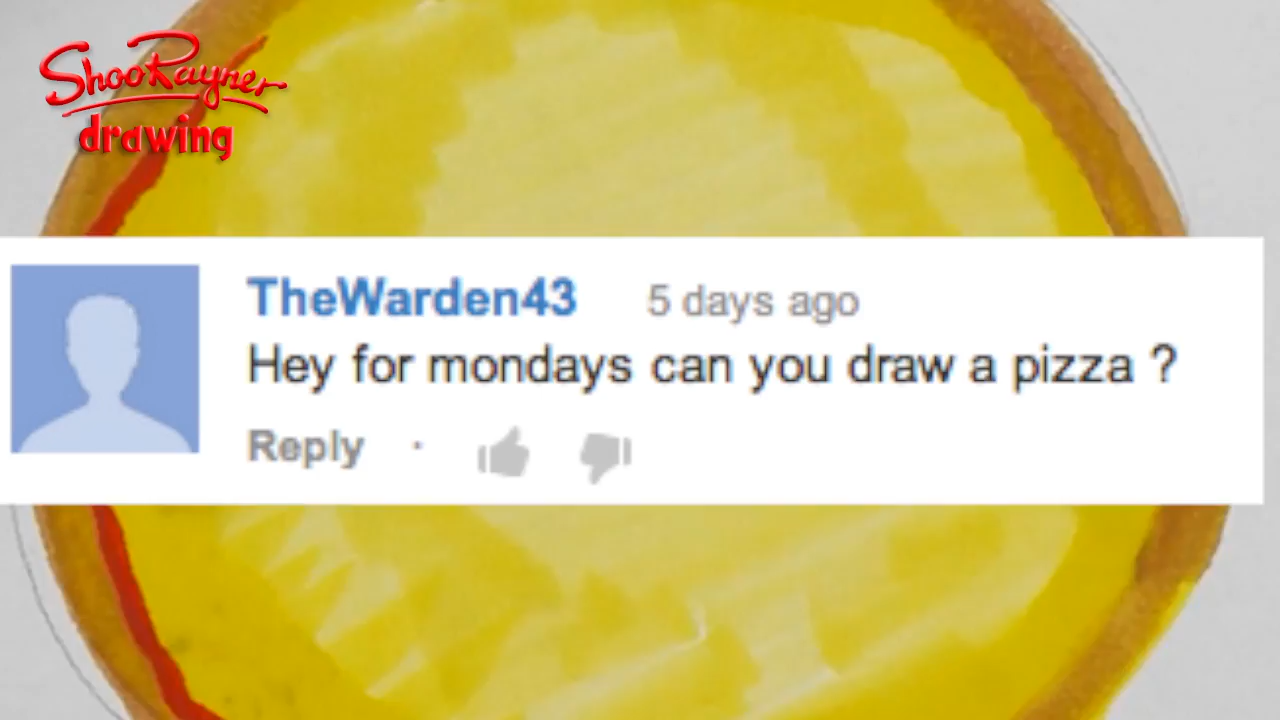 ShooRayner
drawing
TheWarden43 5 days ago
Hey for mondays can you draw a pizza ?
Reply ·